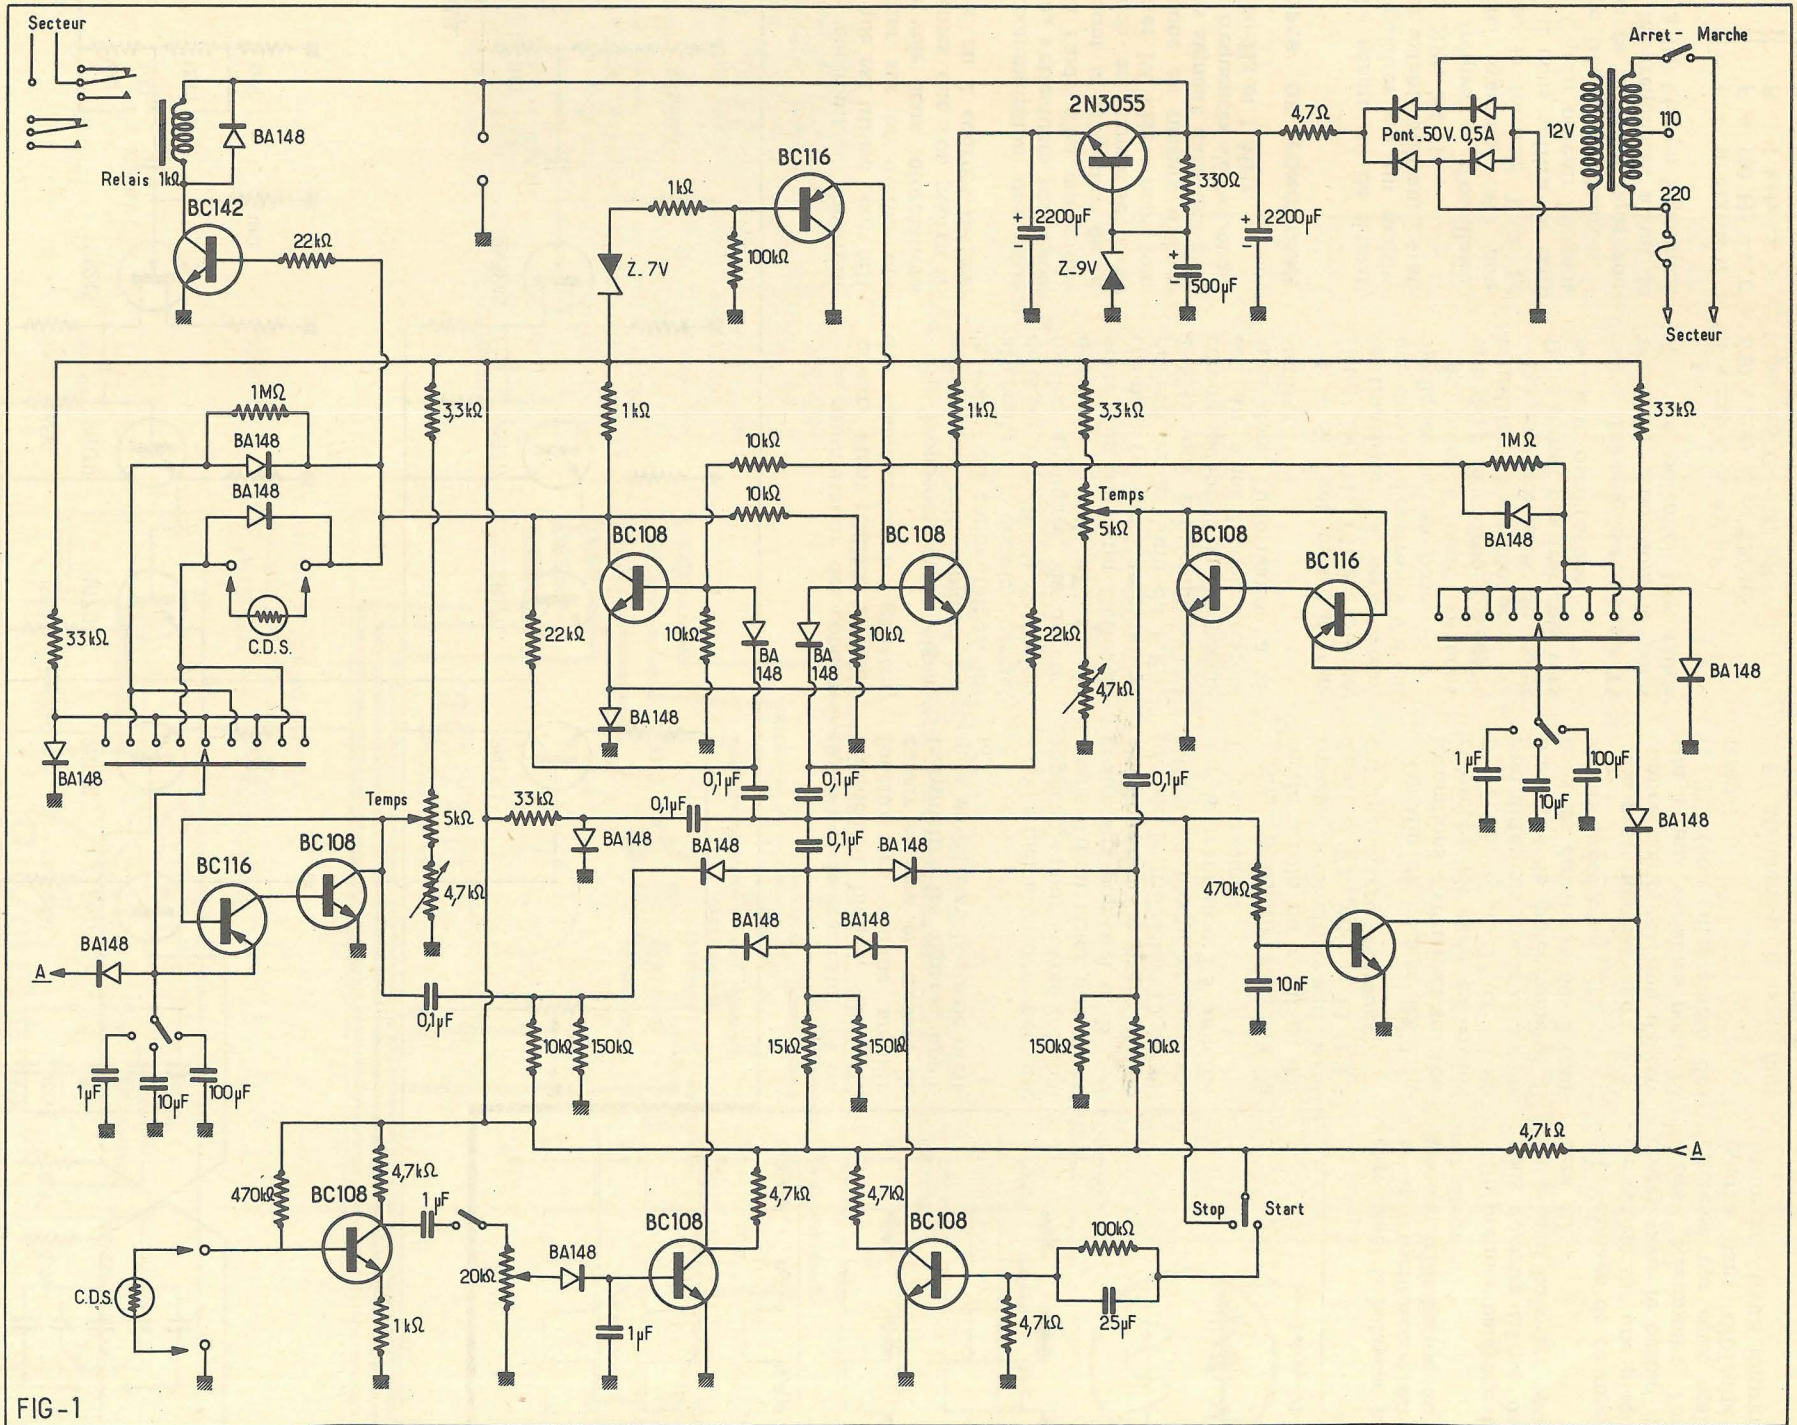 Secteur
Arret - Marche
BA148
Relais 1kΩ
BC142
22kΩ
1kΩ
BC116
Z_7V
100kΩ
2N3055
2200µF
+
-
Z_9V
330Ω
+
-
500µF
+
-
2200µF
4,7Ω
Pont_50V. 0,5A
12V
110
220
Secteur
1MΩ
BA148
BA148
C.D.S.
33kΩ
BA148
3,3kΩ
1kΩ
10kΩ
10kΩ
1kΩ
3,3kΩ
Temps
5kΩ
1MΩ
BA148
33kΩ
BC108
BC108
BC108
BC116
22kΩ
10kΩ
BA
148
BA
148
10kΩ
22kΩ
4,7kΩ
BA148
BA148
1µF
10µF
100µF
BA148
0,1µF
0,1µF
0,1µF
Temps
5kΩ
33kΩ
BA148
0,1µF
0,1µF
BA148
BA148
BC116
BC108
4,7kΩ
BA148
BA148
470kΩ
10nF
A
BA148
0,1µF
10kΩ
150kΩ
15kΩ
150kΩ
150kΩ
10kΩ
1µF
10µF
100µF
4,7kΩ
A
470kΩ
BC108
4,7kΩ
1µF
4,7kΩ
4,7kΩ
Stop
Start
BC108
BC108
BA148
20kΩ
100kΩ
25µF
C.D.S.
1kΩ
1µF
4,7kΩ
FIG-1